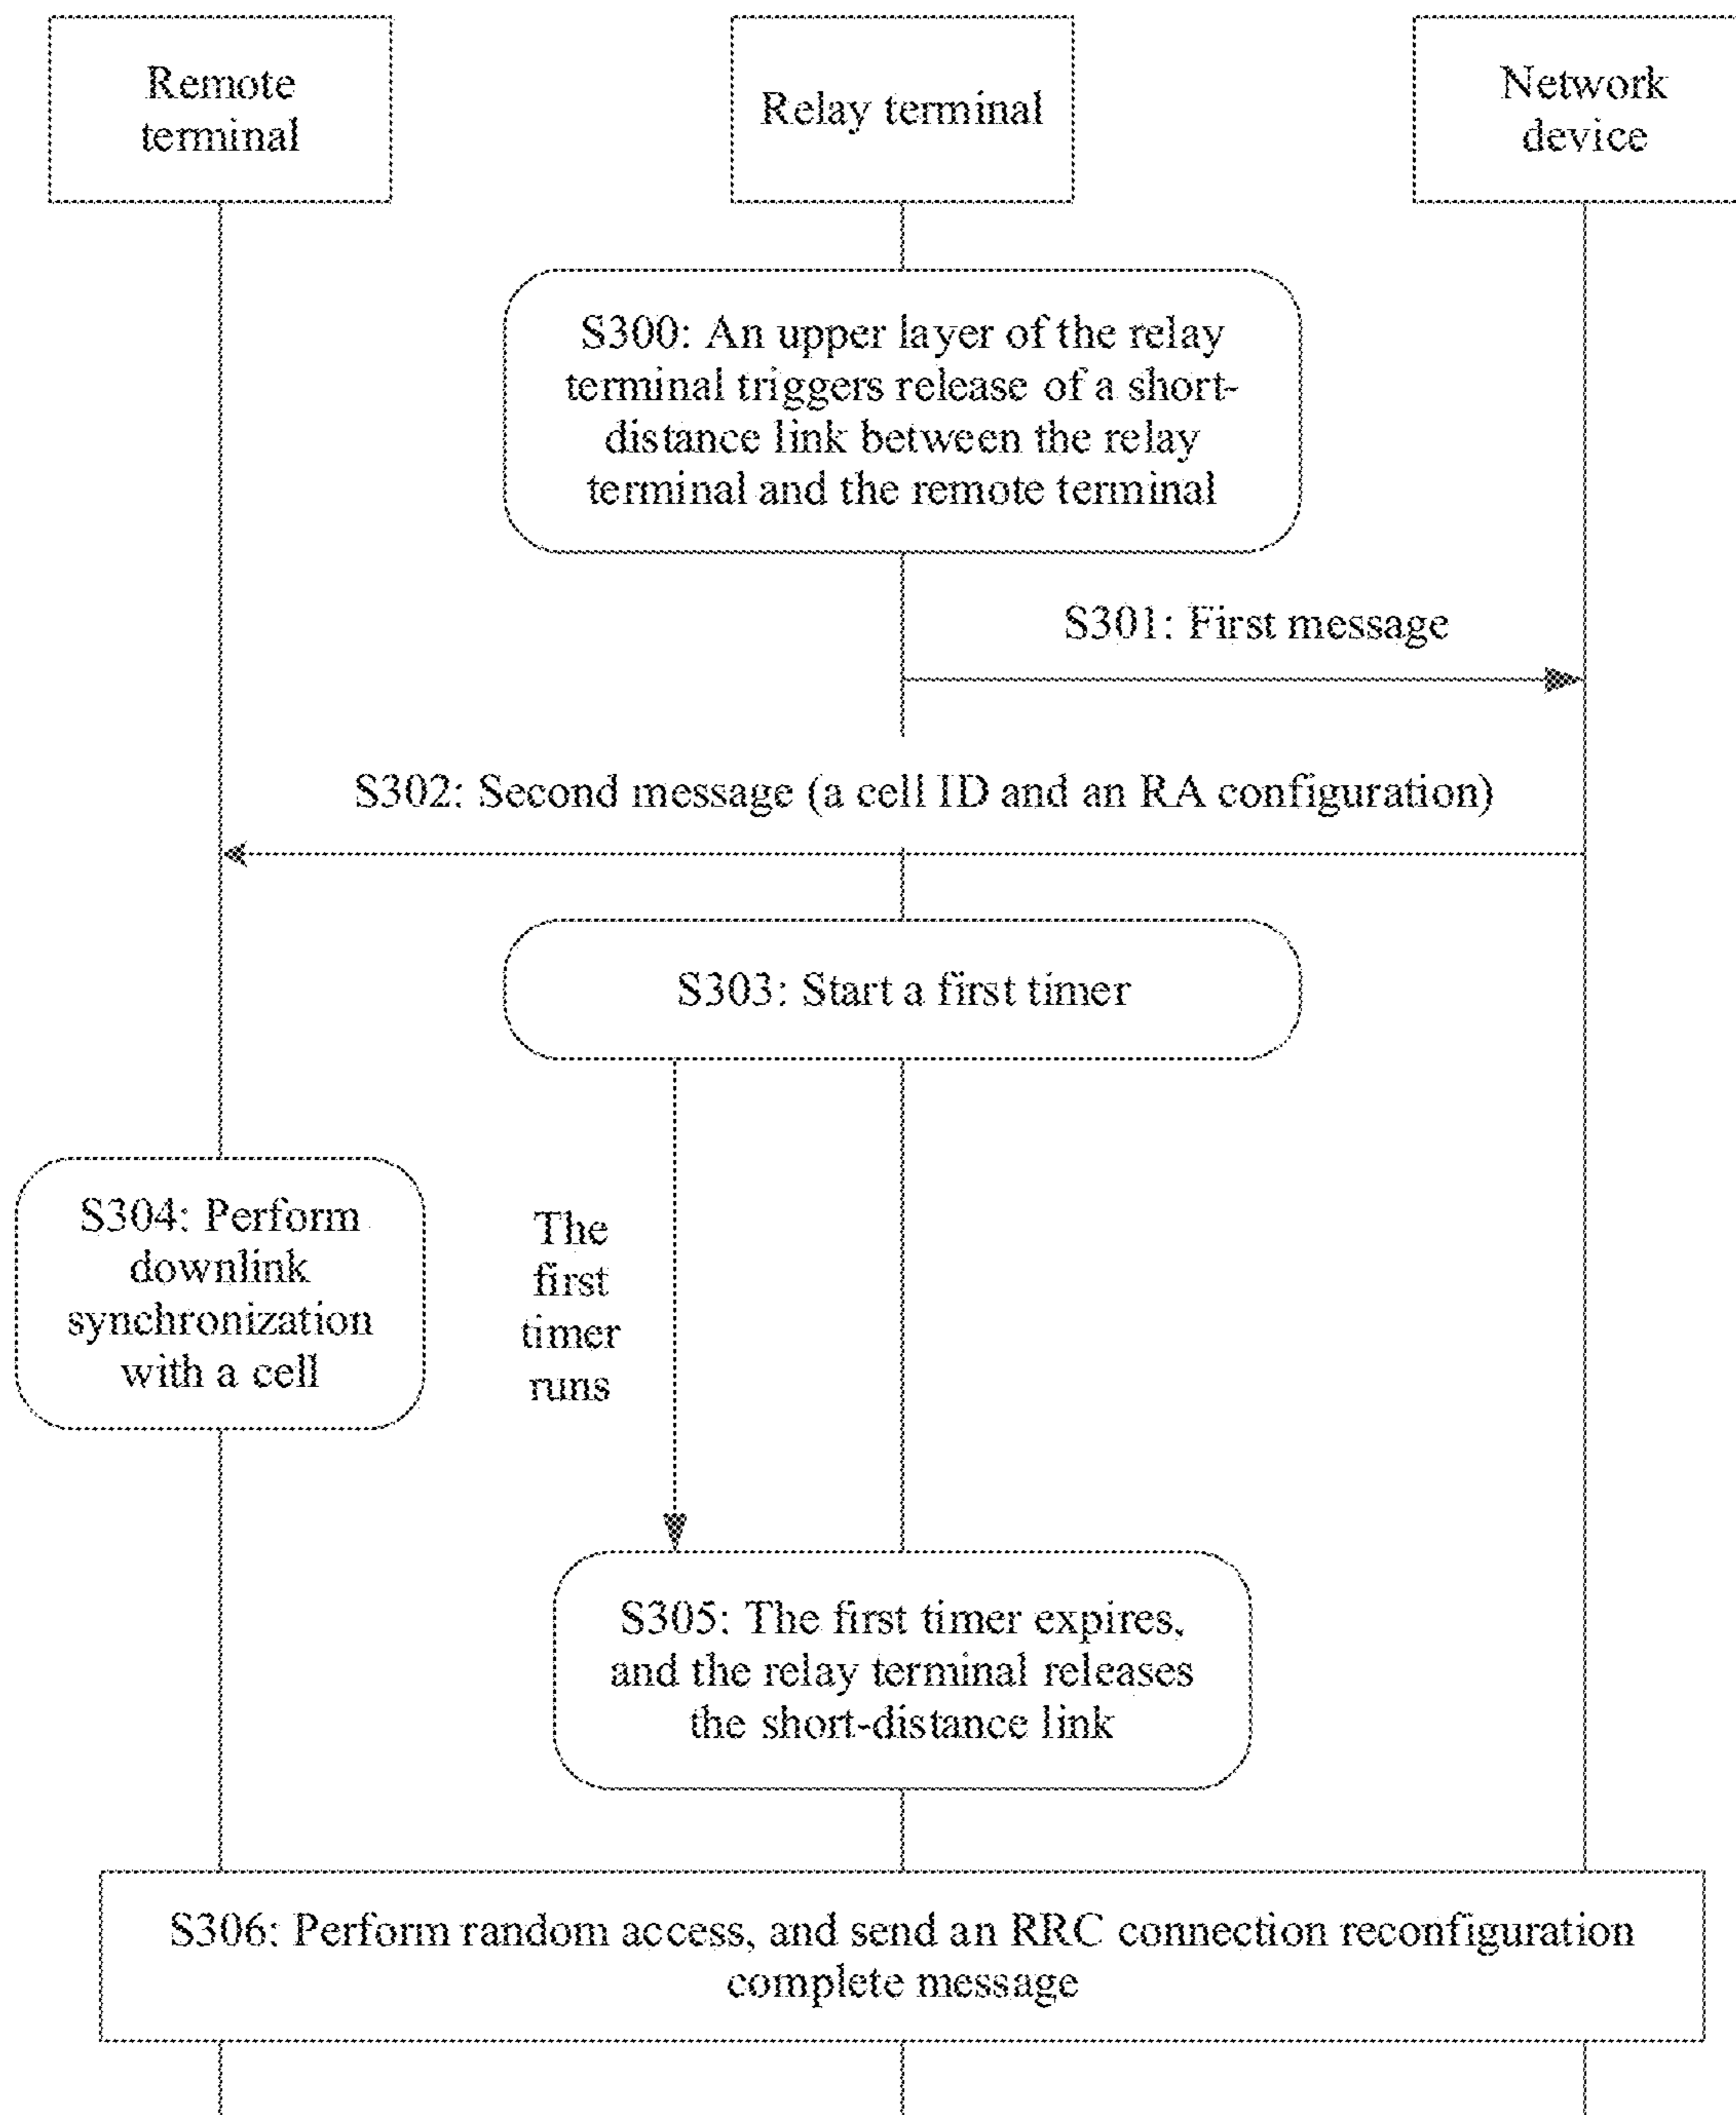 Remote
terminal
Relay terminal
Network
device
S300: An upper layer of the relay
terminal triggers release of a short-
distance link between the relay
terminal and the remote terminal
S301: First message
S302: Second message (a cell ID and an RA configuration)
S303: Start a first timer
S304: Perform
downlink
synchronization
with a cell
The
first
timer
runs
S305: The first timer expires,
and the relay terminal releases
the short-distance link
S306: Perform random access, and send an RRC connection reconfiguration
complete message